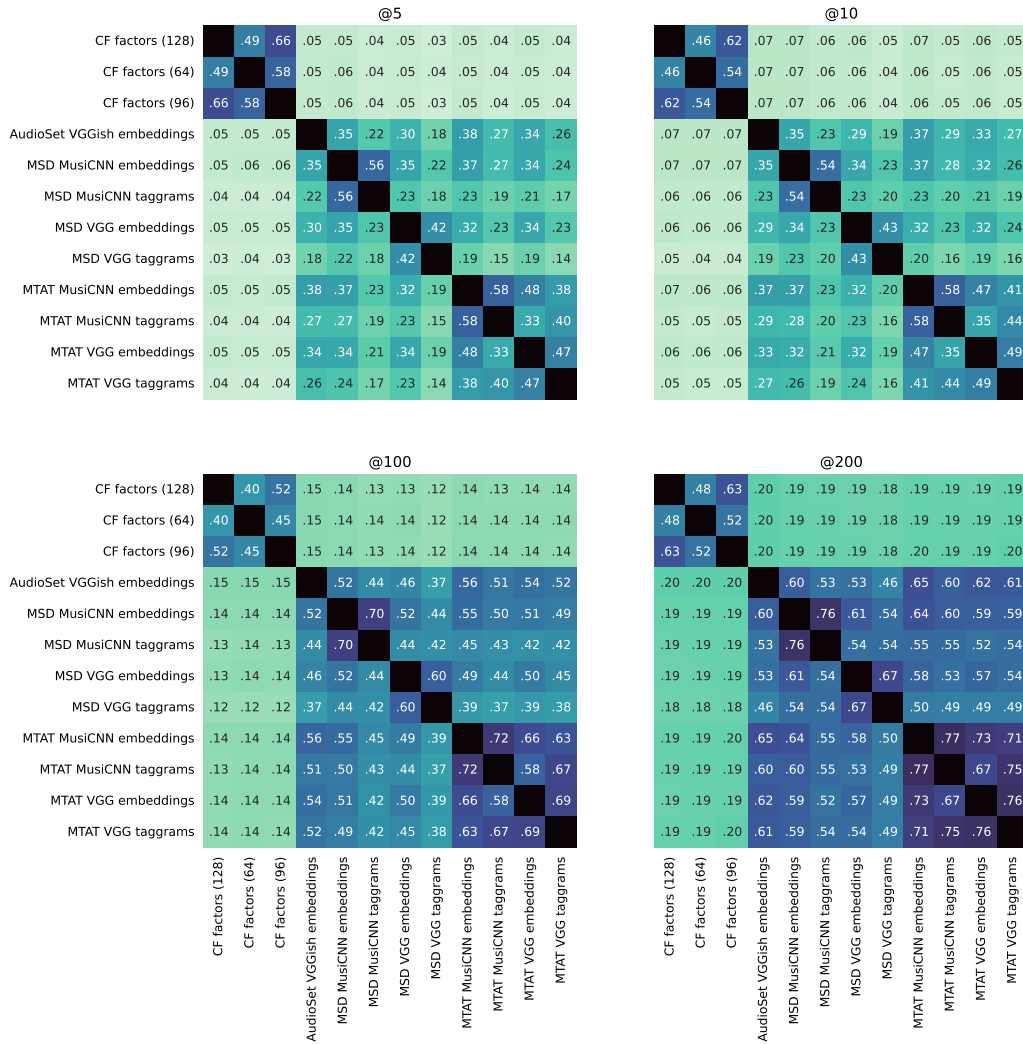 @5 @10
CF factors (128) .49 .66 .05 .05 .04 .05 .03 .05 .04 .05 .04 .46 .62 .07 .07 .06 .06 .05 .07 .05 .06 .05
CF factors (64) .49 .58 .05 .06 .04 .05 .04 .05 .04 .05 .04 .46 .54 .07 .07 .06 .06 .04 .06 .05 .06 .05
CF factors (96) .66 .58 .05 .06 .04 .05 .03 .05 .04 .05 .04 .62 .54 .07 .07 .06 .06 .04 .06 .05 .06 .05
AudioSet VGGish embeddings .05 .05 .05 .35 .22 .30 .18 .38 .27 .34 .26 .07 .07 .07 .35 .23 .29 .19 .37 .29 .33 .27
MSD MusiCNN embeddings .05 .06 .06 .35 .56 .35 .22 .37 .27 .34 .24 .07 .07 .07 .35 .54 .34 .23 .37 .28 .32 .26
MSD MusiCNN taggrams .04 .04 .04 .22 .56 .23 .18 .23 .19 .21 .17 .06 .06 .06 .23 .54 .23 .20 .23 .20 .21 .19
MSD VGG embeddings .05 .05 .05 .30 .35 .23 .42 .32 .23 .34 .23 .06 .06 .06 .29 .34 .23 .43 .32 .23 .32 .24
MSD VGG taggrams .03 .04 .03 .18 .22 .18 .42 .19 .15 .19 .14 .05 .04 .04 .19 .23 .20 .43 .20 .16 .19 .16
MTAT MusiCNN embeddings .05 .05 .05 .38 .37 .23 .32 .19 .58 .48 .38 .07 .06 .06 .37 .37 .23 .32 .20 .58 .47 .41
MTAT MusiCNN taggrams .04 .04 .04 .27 .27 .19 .23 .15 .58 .33 .40 .05 .05 .05 .29 .28 .20 .23 .16 .58 .35 .44
MTAT VGG embeddings .05 .05 .05 .34 .34 .21 .34 .19 .48 .33 .47 .06 .06 .06 .33 .32 .21 .32 .19 .47 .35 .49
MTAT VGG taggrams .04 .04 .04 .26 .24 .17 .23 .14 .38 .40 .47 .05 .05 .05 .27 .26 .19 .24 .16 .41 .44 .49
@100 @200
CF factors (128) .40 .52 .15 .14 .13 .13 .12 .14 .13 .14 .14 .48 .63 .20 .19 .19 .19 .18 .19 .19 .19 .19
CF factors (64) .40 .45 .15 .14 .14 .14 .12 .14 .14 .14 .14 .48 .52 .20 .19 .19 .19 .18 .19 .19 .19 .19
CF factors (96) .52 .45 .15 .14 .13 .14 .12 .14 .14 .14 .14 .63 .52 .20 .19 .19 .19 .18 .20 .19 .19 .20
AudioSet VGGish embeddings .15 .15 .15 .52 .44 .46 .37 .56 .51 .54 .52 .20 .20 .20 .60 .53 .53 .46 .65 .60 .62 .61
MSD MusiCNN embeddings .14 .14 .14 .52 .70 .52 .44 .55 .50 .51 .49 .19 .19 .19 .60 .76 .61 .54 .64 .60 .59 .59
MSD MusiCNN taggrams .13 .14 .13 .44 .70 .44 .42 .45 .43 .42 .42 .19 .19 .19 .53 .76 .54 .54 .55 .55 .52 .54
MSD VGG embeddings .13 .14 .14 .46 .52 .44 .60 .49 .44 .50 .45 .19 .19 .19 .53 .61 .54 .67 .58 .53 .57 .54
MSD VGG taggrams .12 .12 .12 .37 .44 .42 .60 .39 .37 .39 .38 .18 .18 .18 .46 .54 .54 .67 .50 .49 .49 .49
MTAT MusiCNN embeddings .14 .14 .14 .56 .55 .45 .49 .39 .72 .66 .63 .19 .19 .20 .65 .64 .55 .58 .50 .77 .73 .71
MTAT MusiCNN taggrams .13 .14 .14 .51 .50 .43 .44 .37 .72 .58 .67 .19 .19 .19 .60 .60 .55 .53 .49 .77 .67 .75
MTAT VGG embeddings .14 .14 .14 .54 .51 .42 .50 .39 .66 .58 .69 .19 .19 .19 .62 .59 .52 .57 .49 .73 .67 .76
MTAT VGG taggrams .14 .14 .14 .52 .49 .42 .45 .38 .63 .67 .69 .19 .19 .20 .61 .59 .54 .54 .49 .71 .75 .76
CF factors (128)
CF factors (64)
CF factors (96)
AudioSet VGGish embeddings
MSD MusiCNN embeddings
MSD MusiCNN taggrams
MSD VGG embeddings
MSD VGG taggrams
MTAT MusiCNN embeddings
MTAT MusiCNN taggrams
MTAT VGG embeddings
MTAT VGG taggrams
CF factors (128)
CF factors (64)
CF factors (96)
AudioSet VGGish embeddings
MSD MusiCNN embeddings
MSD MusiCNN taggrams
MSD VGG embeddings
MSD VGG taggrams
MTAT MusiCNN embeddings
MTAT MusiCNN taggrams
MTAT VGG embeddings
MTAT VGG taggrams